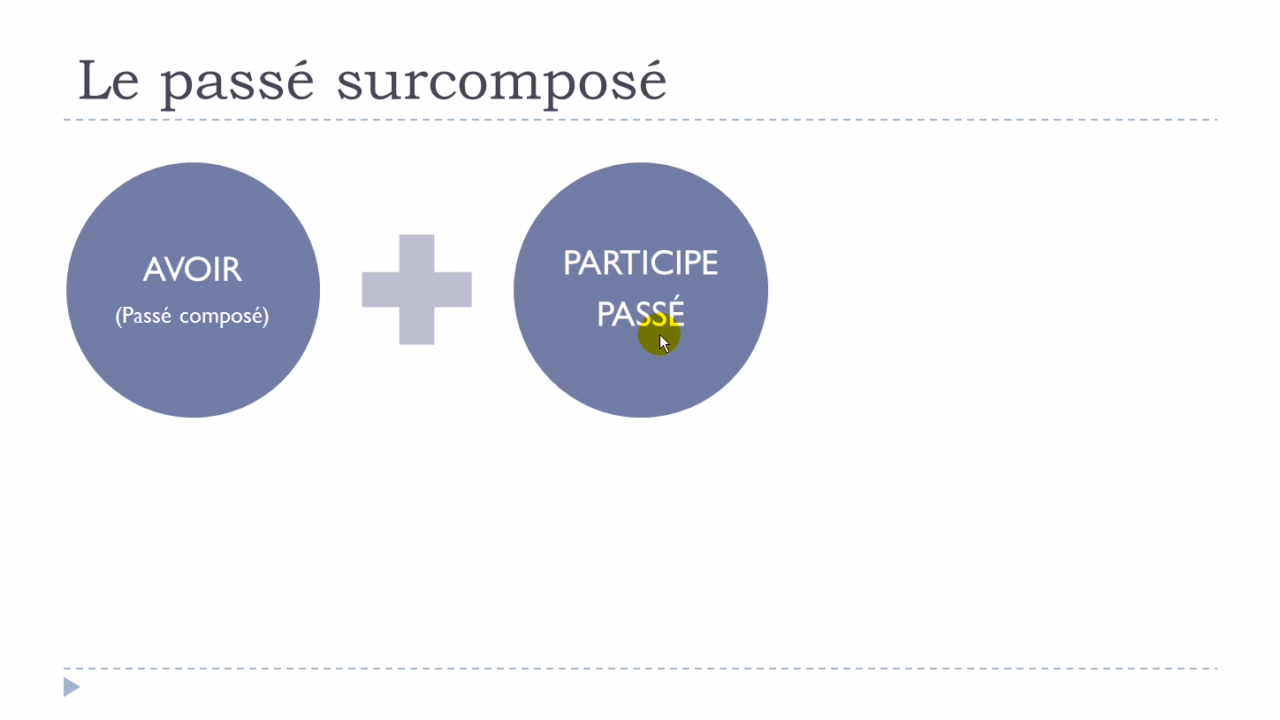 Le passé surcomposé
AVOIR
(Passé composé)
PARTICIPE
PASSÉ